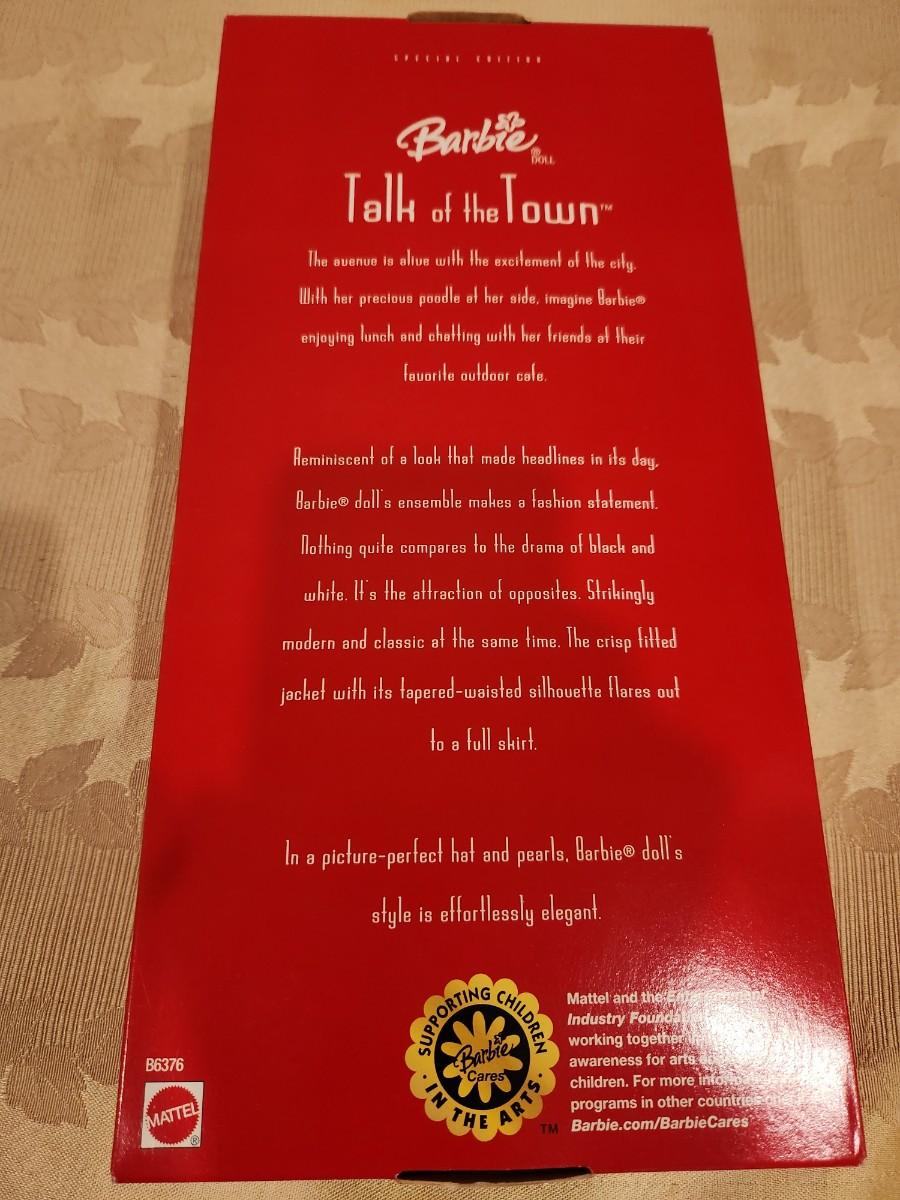 SPECIAL EDITION
Barbie®
DOLL
Talk of the Town™
The avenue is alive with the excitement of the city.
With her precious poodle at her side, imagine Barbie®
enjoying lunch and chatting with her friends at their
favorite outdoor cafe.
Reminiscent of a look that made headlines in its day,
Barbie® doll's ensemble makes a fashion statement.
Nothing quite compares to the drama of black and
white. It's the attraction of opposites. Strikingly
modern and classic at the same time. The crisp fitted
jacket with its tapered-waisted silhouette flares out
to a full skirt.
In a picture-perfect hat and pearls, Barbie® doll's
style is effortlessly elegant.
SUPPORTING CHILDREN
Barbie
Cares
· IN THE ARTS ·
TM
Mattel and the Entertainment
Industry Foundation
working together
awareness for arts
children. For more information
programs in other countries
Barbie.com/BarbieCares
B6376
MATTEL
®